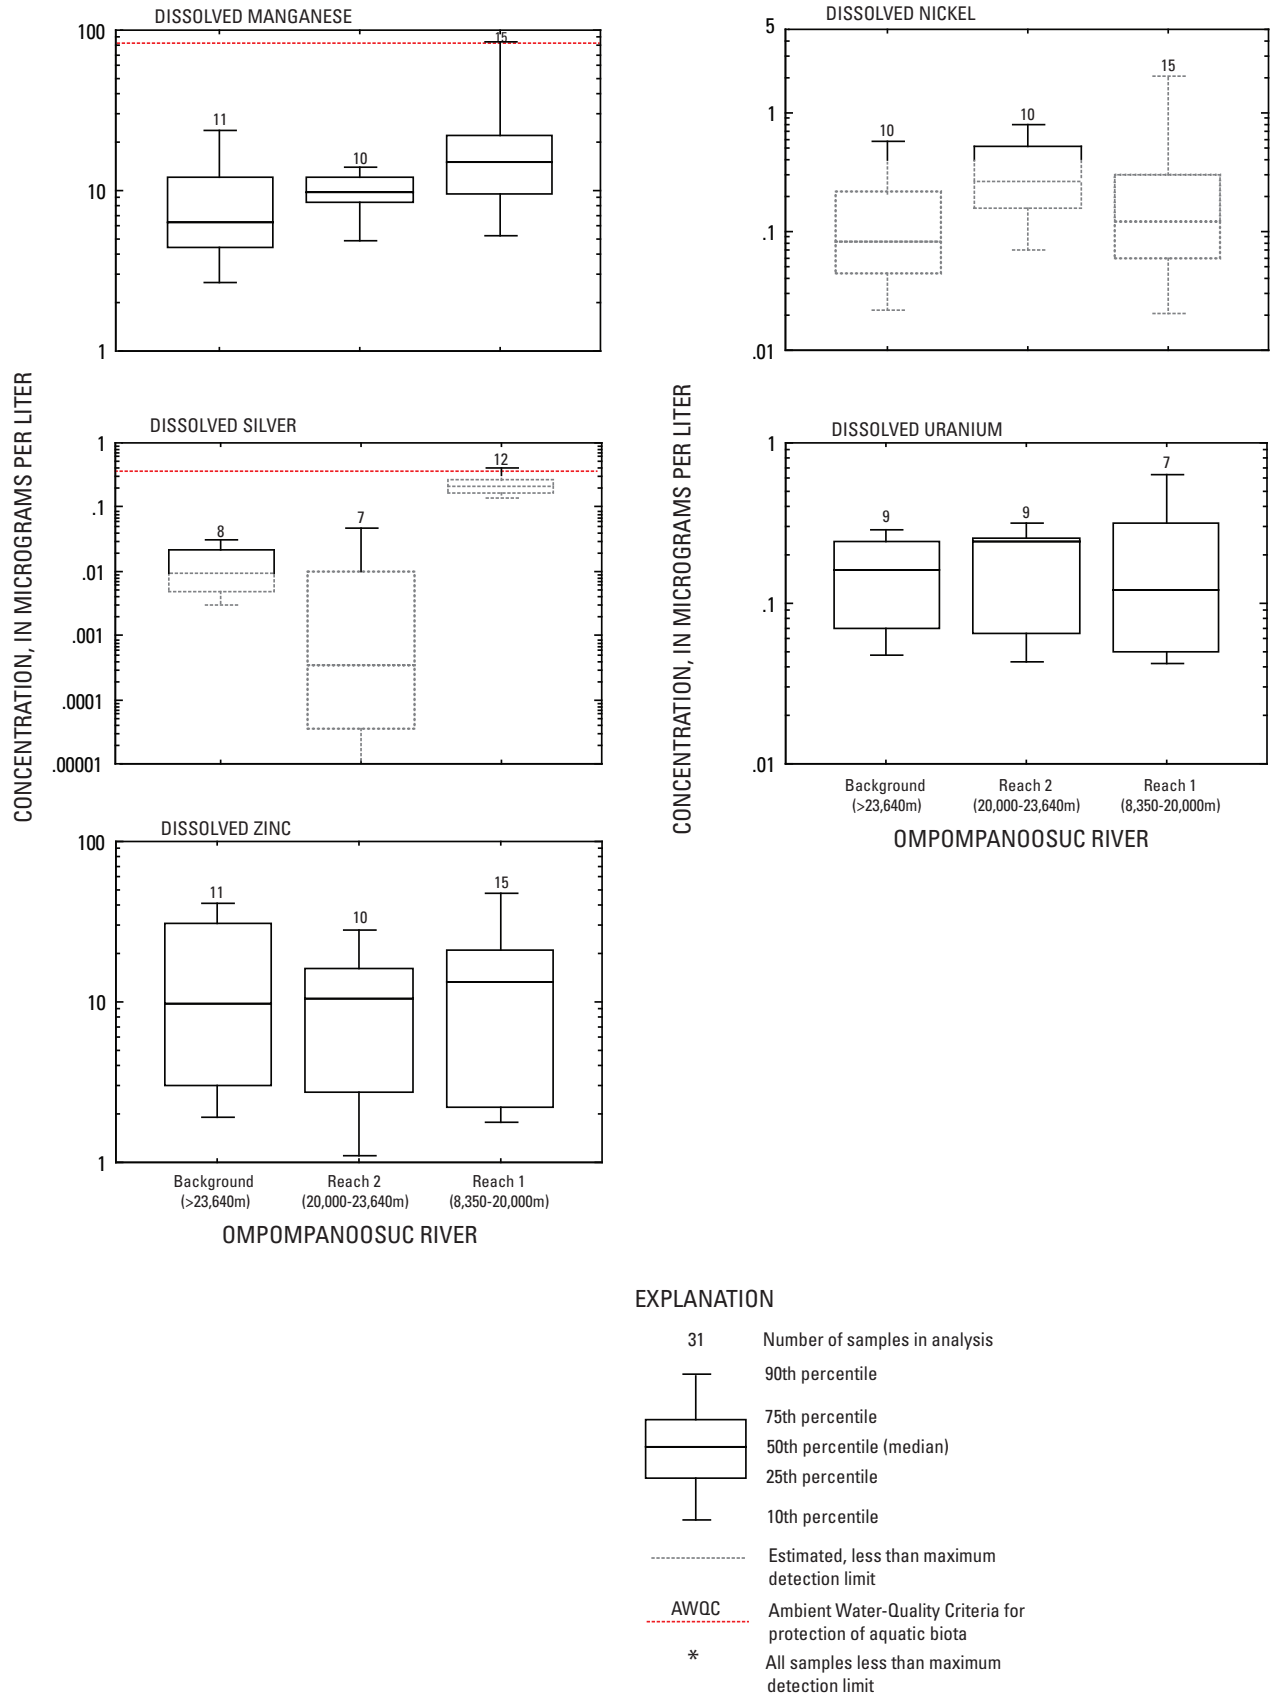 DISSOLVED MANGANESE
100
10
1
11
10
15
DISSOLVED NICKEL
5
1
.1
.01
10
10
15
CONCENTRATION, IN MICROGRAMS PER LITER
DISSOLVED SILVER
1
.1
.01
.001
.0001
.00001
8
7
12
CONCENTRATION, IN MICROGRAMS PER LITER
DISSOLVED URANIUM
1
.1
.01
9
9
7
Background
(>23,640m)
Reach 2
(20,000-23,640m)
Reach 1
(8,350-20,000m)
OMPOMPANOOSUC RIVER
DISSOLVED ZINC
100
10
1
11
10
15
Background
(>23,640m)
Reach 2
(20,000-23,640m)
Reach 1
(8,350-20,000m)
OMPOMPANOOSUC RIVER
EXPLANATION
31 Number of samples in analysis
90th percentile
75th percentile
50th percentile (median)
25th percentile
10th percentile
Estimated, less than maximum
detection limit
AWQC Ambient Water-Quality Criteria for
protection of aquatic biota
* All samples less than maximum
detection limit